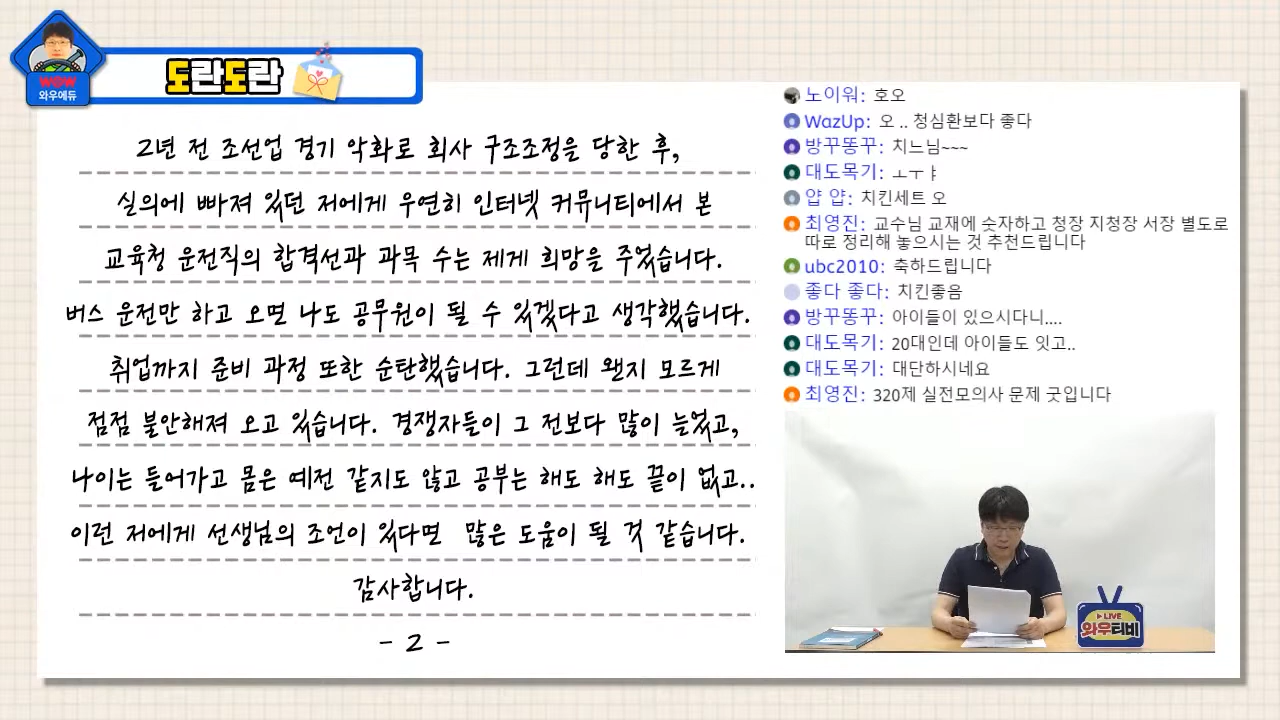 WOW
와우에듀
도란도란
2년 전 조선업 경기 악화로 회사 구조조정을 당한 후,
실의에 빠져 있던 저에게 우연히 인터넷 커뮤니티에서 본
교육청 운전직의 합격선과 과목 수는 제게 희망을 주었습니다.
버스 운전만 하고 오면 나도 공무원이 될 수 있겠다고 생각했습니다.
취업까지 준비 과정 또한 순탄했습니다. 그런데 왠지 모르게
점점 불안해져 오고 있습니다. 경쟁자들이 그 전보다 많이 늘었고,
나이는 들어가고 몸은 예전 같지도 않고 공부는 해도 해도 끝이 없고..
이런 저에게 선생님의 조언이 있다면 많은 도움이 될 것 같습니다.
감사합니다.
- 2 -
노이워: 호오
WazUp: 오 .. 청심환보다 좋다
방꾸똥꾸: 치느님~~~
대도목기: ㅗㅜㅑ
얍 얍: 치킨세트 오
최영진: 교수님 교재에 숫자하고 청장 지청장 서장 별도로
따로 정리해 놓으시는 것 추천드립니다
ubc2010: 축하드립니다
좋다 좋다: 치킨좋음
방꾸똥꾸: 아이들이 있으시다니....
대도목기: 20대인데 아이들도 잇고..
대도목기: 대단하시네요
최영진: 320제 실전모의사 문제 굿입니다
LIVE
와우티비